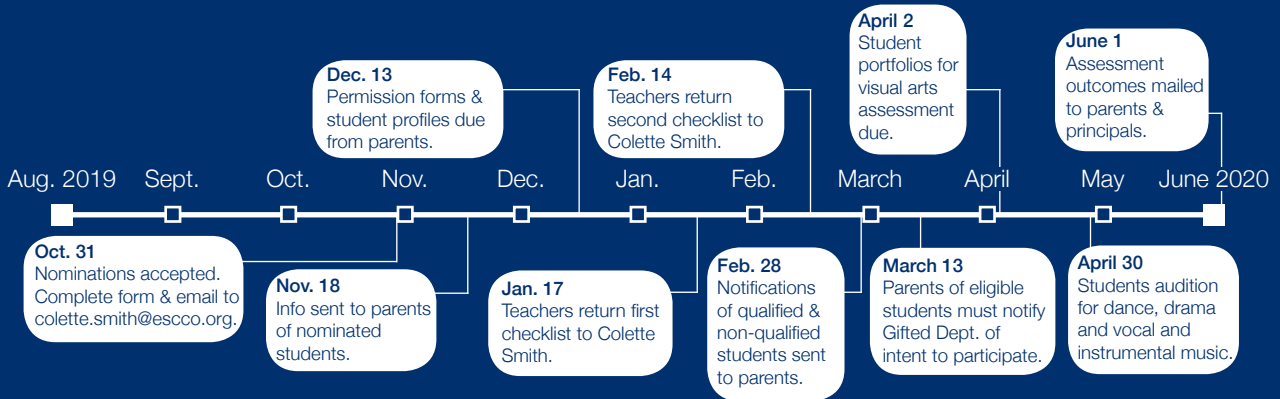 April 2
Student
portfolios for
visual arts
assessment
due.
June 1
Assessment
outcomes mailed
to parents &
principals.
Dec. 13
Permission forms &
student profiles due
from parents.
Feb. 14
Teachers return
second checklist to
Colette Smith.
Aug. 2019 Sept. Oct. Nov. Dec. Jan. Feb. March April May June 2020
Oct. 31
Nominations accepted.
Complete form & email to
colette.smith@escco.org.
Nov. 18
Info sent to parents
of nominated
students.
Jan. 17
Teachers return first
checklist to Colette
Smith.
Feb. 28
Notifications
of qualified &
non-qualified
students sent
to parents.
March 13
Parents of eligible
students must notify
Gifted Dept. of
intent to participate.
April 30
Students audition
for dance, drama
and vocal and
instrumental music.